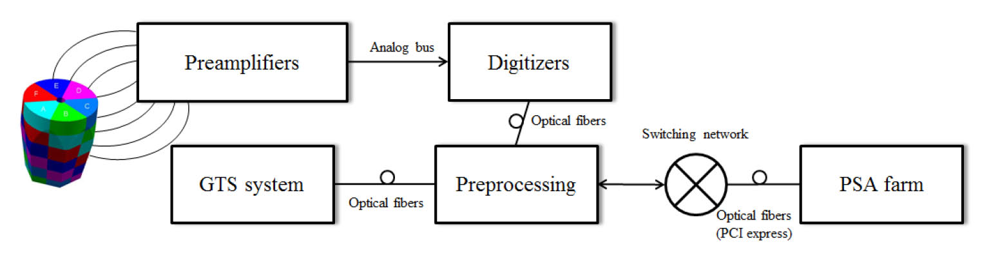 Preamplifiers
Analog bus
Digitizers
E
D
F
C
A
B
Optical fibers
Switching network
GTS system
Optical fibers
Preprocessing
Optical fibers
(PCI express)
PSA farm